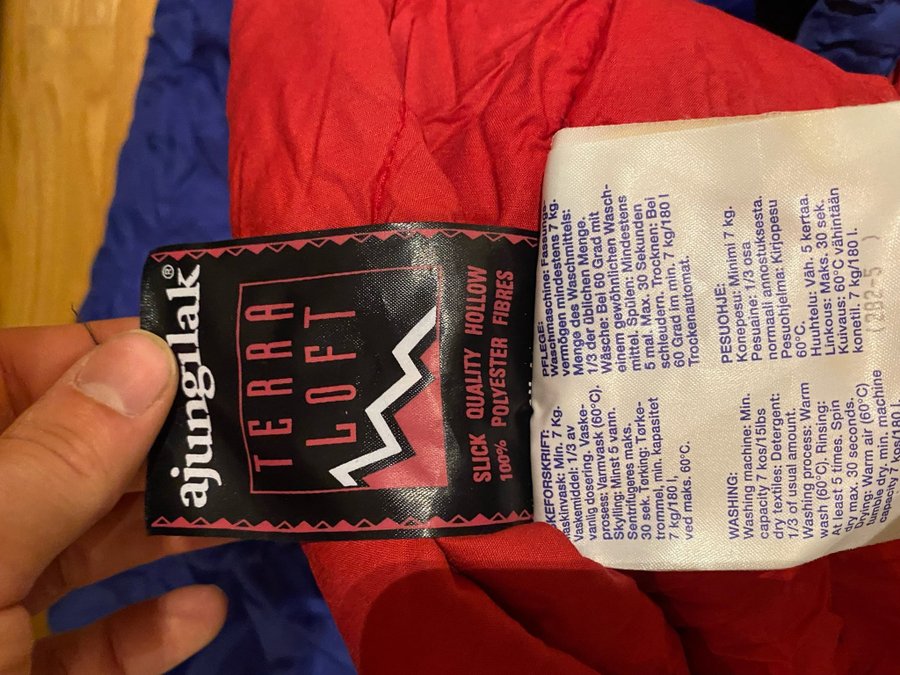 ajungilak®
TERRA
LOFT
SLICK QUALITY HOLLOW
100% POLYESTER FIBRES
KEFORSKRIFT:
askinvask: Min. 7 kg.
Vaskemiddel: 1/3 av
vanlig dosering. Vaske-
prosess: Varmvask (60°C).
Skylling: Minst 5 vann.
Sentrifugeres maks.
30 sek. Tørking: Tørke-
trommel, min. kapasitet
7 kg/180 l,
ved maks. 60°C.
WASHING:
Washing machine: Min.
capacity 7 kos/15lbs
dry textiles: Detergent:
1/3 of usual amount.
Washing process: Warm
wash (60°C), Rinsing:
At least 5 times. Spin
dry max. 30 seconds.
Drying: Warm air (60°C)
tumble dry, min. machine
capacity 7 kos/180 l.
PFLEGE:
Waschmaschine: Fassungs-
vermögen mindestens 7 kg.
Menge des Waschmittels:
1/3 der üblichen Menge.
Wäsche: Bei 60 Grad mit
einem gewöhnlichen Wasch-
mittel. Spülen: Mindestens
5 mal. Max. 30 Sekunden
schleudern. Trocknen: Bei
60 Grad im min. 7 kg/180 l
Trockenautomat.
PESUOHJE:
Konepesu: Minimi 7 kg.
Pesuaine: 1/3 osa
normaali annostuksesta.
Pesuohjelma: Kirjopesu
60°C.
Huuhtelu: väh. 5 kertaa.
Linkous: Maks. 30 sek.
Kuivaus: 60°C vähintään
koneet 7 kg/180 l.
(292-5 )